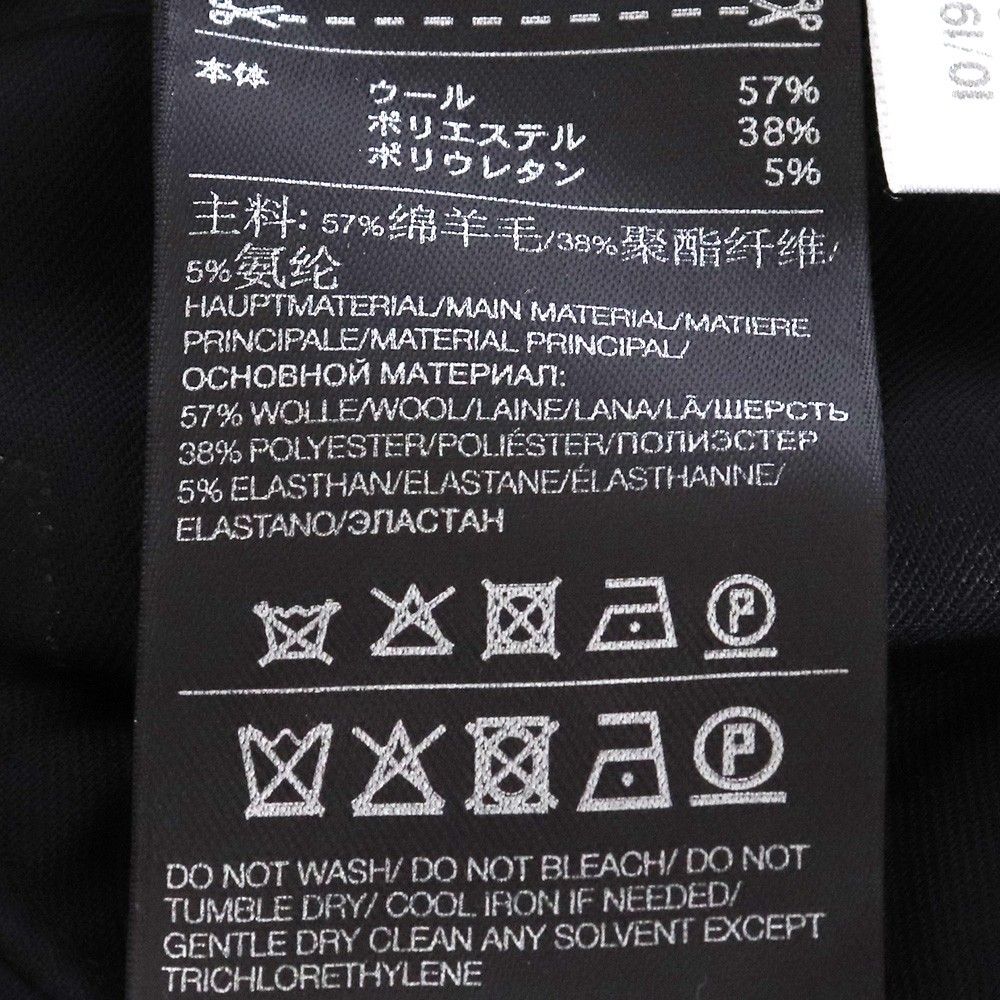 本体
ウール 57%
ポリエステル 38%
ポリウレタン 5%
主料: 57%绵羊毛/38%聚酯纤维/
5%氨纶
HAUPTMATERIAL/MAIN MATERIAL/MATIERE
PRINCIPALE/MATERIAL PRINCIPAL/
ОСНОВНОЙ МАТЕРИАЛ:
57% WOLLE/WOOL/LAINE/LANA/LÃ/ШЕРСТЬ
38% POLYESTER/POLIÉSTER/ПОЛИЭСТЕР
5% ELASTHAN/ELASTANE/ÉLASTHANNE/
ELASTANO/ЭЛАСТАН
P
P
DO NOT WASH/ DO NOT BLEACH/ DO NOT
TUMBLE DRY/ COOL IRON IF NEEDED/
GENTLE DRY CLEAN ANY SOLVENT EXCEPT
TRICHLORETHYLENE